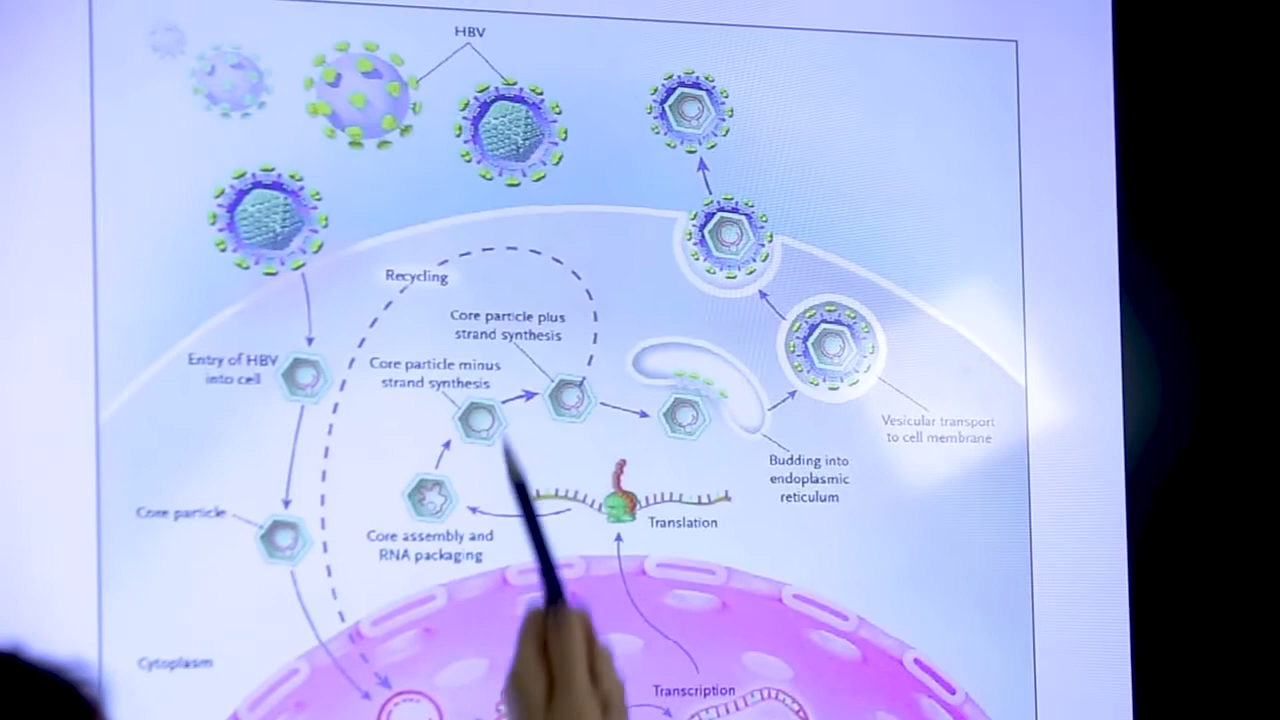 HBV
Recycling
Core particle plus
strand synthesis
Entry of HBV
into cell
Core particle minus
strand synthesis
Vesicular transport
to cell membrane
Budding into
endoplasmic
reticulum
Core particle
Translation
Core assembly and
RNA packaging
Cytoplasm
Transcription